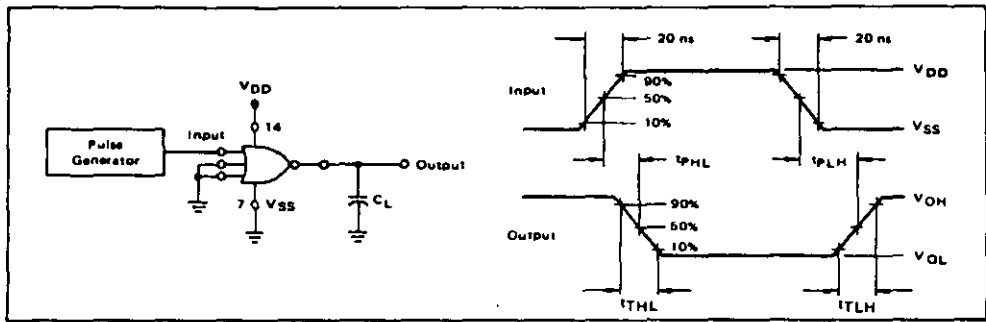 VDD
14
Input
Pulse
Generator
Output
7
VSS
CL
20 ns
20 ns
Input
90%
50%
10%
VDD
VSS
tPHL
tPLH
Output
90%
50%
10%
VOH
VOL
tTHL
tTLH